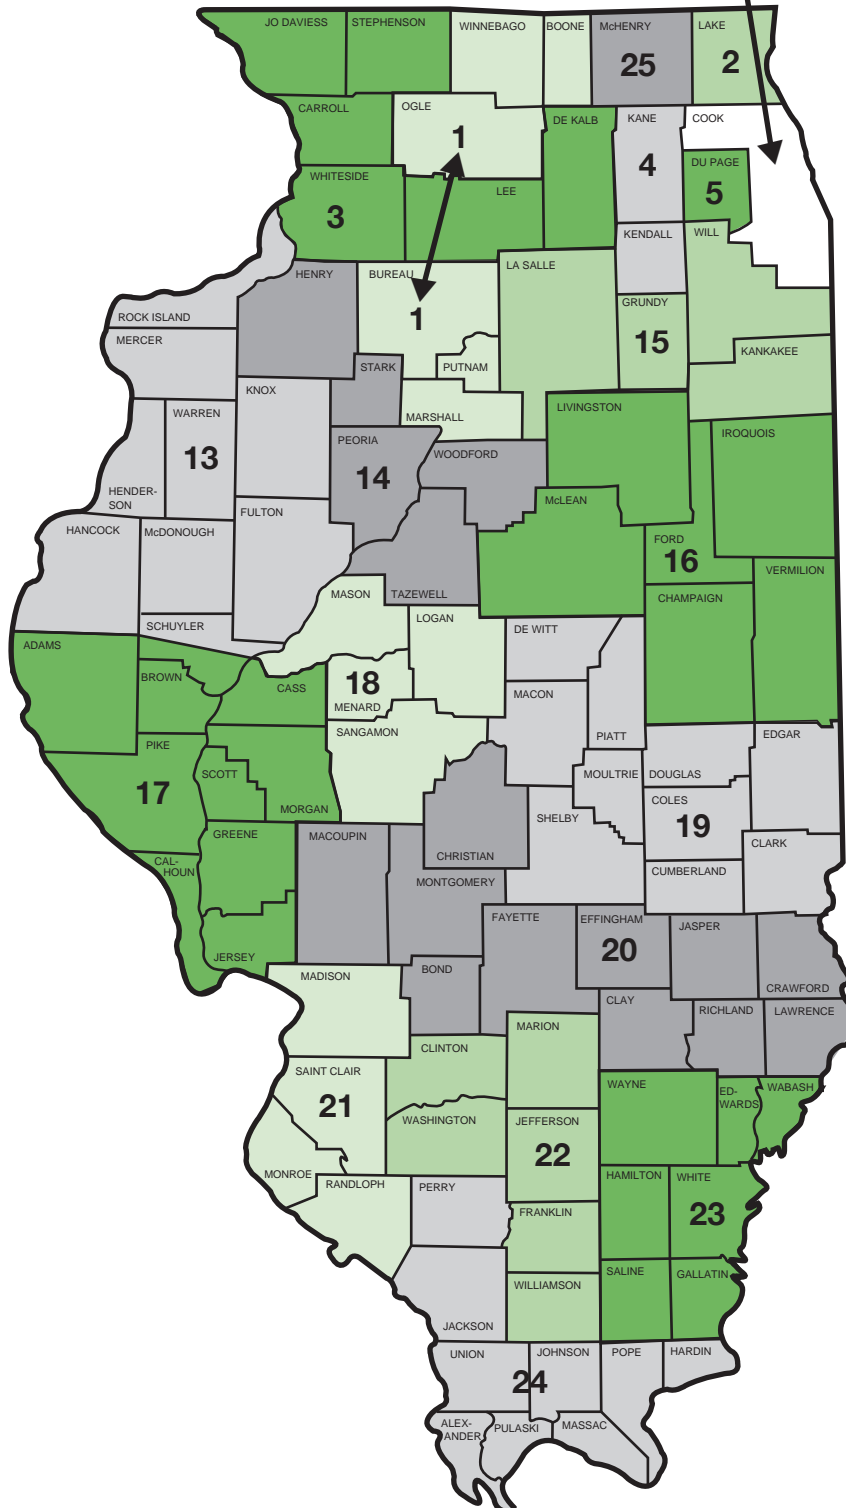 JO DAVIESS
STEPHENSON
WINNEBAGO
BOONE
McHENRY
LAKE
25
2
CARROLL
OGLE
DE KALB
KANE
COOK
1
4
DU PAGE
5
WHITESIDE
LEE
3
KENDALL
WILL
HENRY
BUREAU
LA SALLE
ROCK ISLAND
1
GRUNDY
15
MERCER
STARK
PUTNAM
KANKAKEE
KNOX
WARREN
MARSHALL
LIVINGSTON
IROQUOIS
13
PEORIA
14
WOODFORD
HENDER-
SON
McLEAN
FULTON
HANCOCK
McDONOUGH
FORD
16
VERMILION
MASON
TAZEWELL
CHAMPAIGN
SCHUYLER
LOGAN
DE WITT
ADAMS
BROWN
CASS
18
MENARD
MACON
PIKE
SANGAMON
PIATT
EDGAR
SCOTT
MOULTRIE
DOUGLAS
17
MORGAN
COLES
19
SHELBY
GREENE
MACOUPIN
CLARK
CAL-
HOUN
CHRISTIAN
CUMBERLAND
MONTGOMERY
FAYETTE
EFFINGHAM
20
JASPER
JERSEY
MADISON
BOND
CRAWFORD
CLAY
RICHLAND
LAWRENCE
MARION
CLINTON
SAINT CLAIR
21
WAYNE
ED-
WARDS
WABASH
WASHINGTON
JEFFERSON
22
MONROE
RANDLOPH
PERRY
HAMILTON
WHITE
23
FRANKLIN
SALINE
GALLATIN
WILLIAMSON
JACKSON
UNION
JOHNSON
POPE
HARDIN
24
ALEX-
ANDER
PULASKI
MASSAC